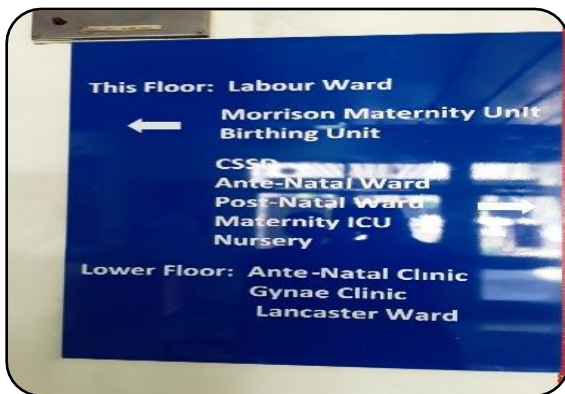 This Floor: Labour Ward
Morrison Maternity Unit
Birthing Unit
CSSD
Ante-Natal Ward
Post-Natal Ward
Maternity ICU
Nursery
Lower Floor: Ante-Natal Clinic
Gynae Clinic
Lancaster Ward